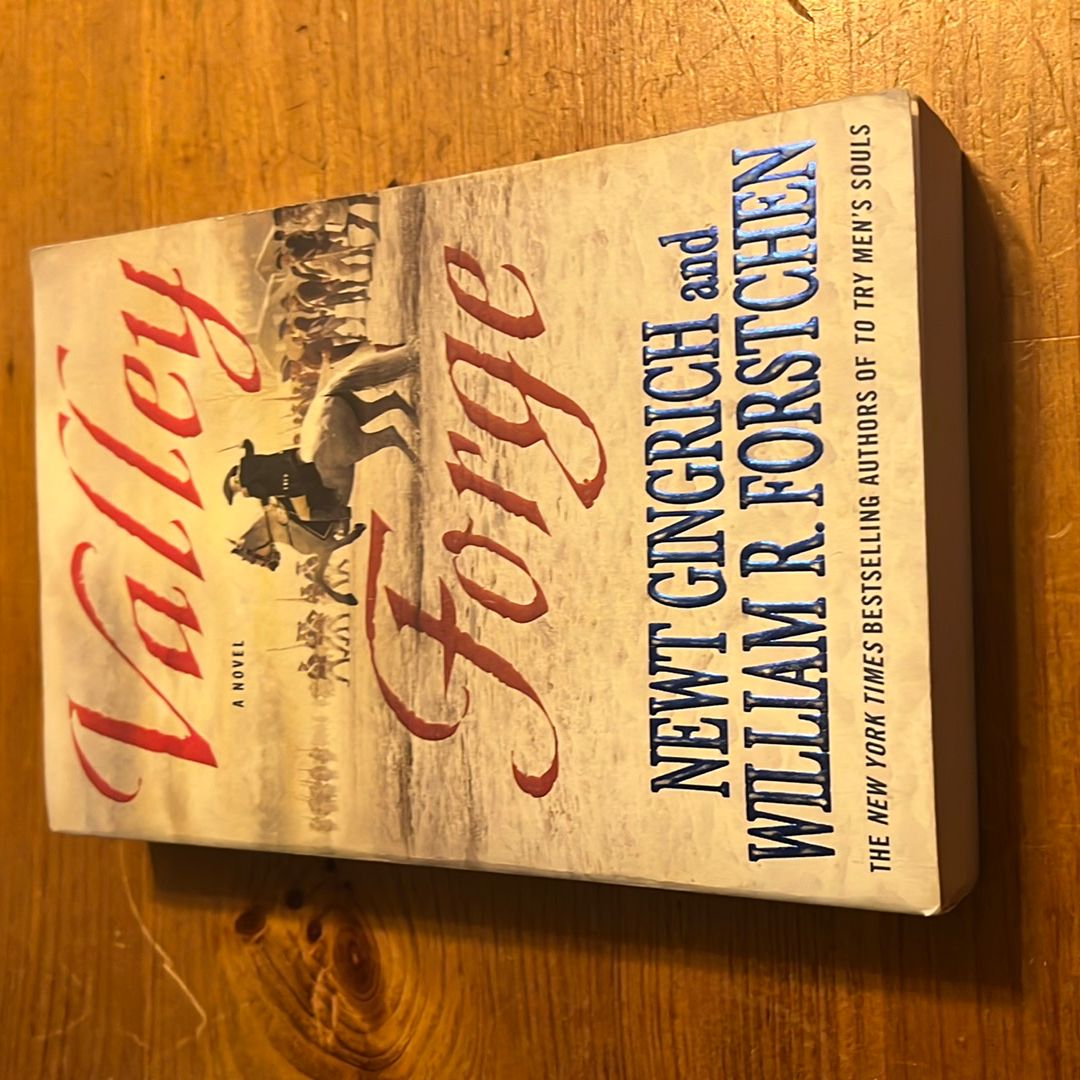 Valley
A NOVEL
Forge
NEWT GINGRICH and
WILLIAM R. FORSTCHEN
THE NEW YORK TIMES BESTSELLING AUTHORS OF TO TRY MEN'S SOULS